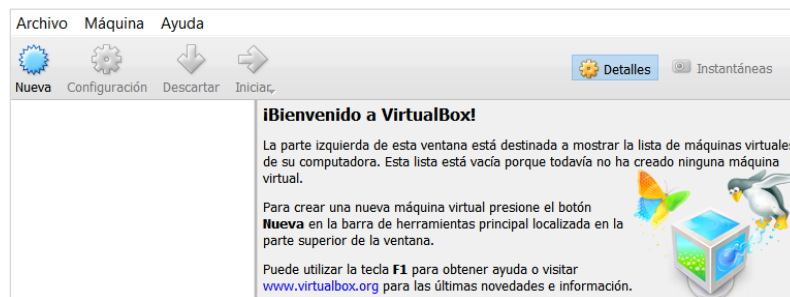 Archivo Máquina Ayuda
Nueva Configuración Descartar Iniciar Detalles Instantáneas
¡Bienvenido a VirtualBox!
La parte izquierda de esta ventana está destinada a mostrar la lista de máquinas virtuales
de su computadora. Esta lista está vacía porque todavía no ha creado ninguna máquina
virtual.
Para crear una nueva máquina virtual presione el botón
Nueva en la barra de herramientas principal localizada en la
parte superior de la ventana.
Puede utilizar la tecla F1 para obtener ayuda o visitar
www.virtualbox.org para las últimas novedades e información.